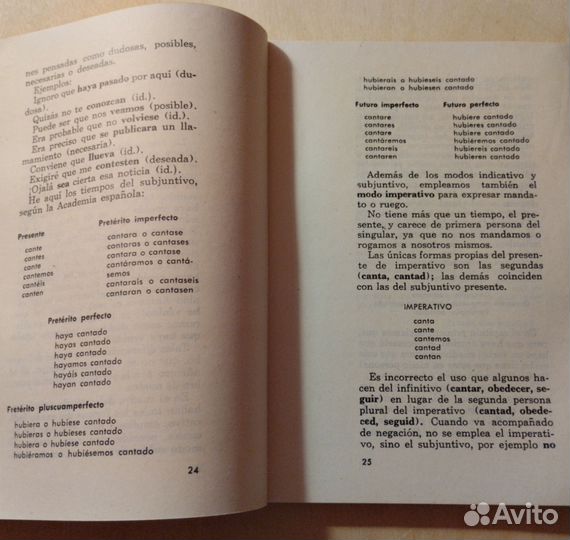 nes pensadas como dudosas, posibles,
necesarias o deseadas.
Ejemplos:
Ignoro que haya pasado por aquí (du-
dosa).
Quizás no te conozcan (id.).
Puede ser que nos veamos (posible).
Era probable que no volviese (id.).
Era preciso que se publicara un lla-
mamiento (necesaria).
Conviene que llueva (id.).
Exigiré que me contesten (deseada).
¡Ojalá sea cierta esa noticia (id.).
He aquí los tiempos del subjuntivo,
según la Academia española:
Presente
cante
cantes
cante
cantemos
cantéis
canten
Pretérito imperfecto
cantara o cantase
cantaras o cantases
cantara o cantase
cantáramos o cantá-
semos
cantarais o cantaseis
cantaran o cantasen
Pretérito perfecto
haya cantado
hayas cantado
haya cantado
hayamos cantado
hayáis cantado
hayan cantado
Pretérito pluscuamperfecto
hubiera o hubiese cantado
hubieras o hubieses cantado
hubiera o hubiese cantado
hubiéramos o hubiésemos cantado
24
hubierais o hubieseis cantado
hubieran o hubiesen cantado
Futuro imperfecto
cantare
cantares
cantare
cantáremos
cantareis
cantaren
Futuro perfecto
hubiere cantado
hubieres cantado
hubiere cantado
hubiéremos cantado
hubiereis cantado
hubieren cantado
Además de los modos indicativo y
subjuntivo, empleamos también el
modo imperativo para expresar manda-
to o ruego.
No tiene más que un tiempo, el pre-
sente, y carece de primera persona del
singular, ya que no nos mandamos o
rogamos a nosotros mismos.
Las únicas formas propias del presen-
te de imperativo son las segundas
(canta, cantad); las demás coinciden
con las del subjuntivo presente.
IMPERATIVO
canta
cante
cantemos
cantad
cantan
Es incorrecto el uso que algunos ha-
cen del infinitivo (cantar, obedecer, se-
guir) en lugar de la segunda persona
plural del imperativo (cantad, obede-
ced, seguid). Cuando va acompañado
de negación, no se emplea el imperati-
vo, sino el subjuntivo, por ejemplo no
25
Avito